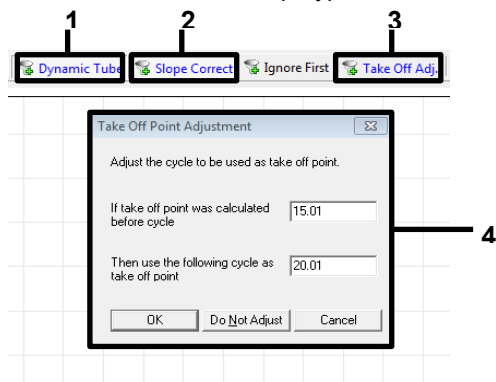 1 2 3
Dynamic Tube Slope Correct Ignore First Take Off Adj.
Take Off Point Adjustment
Adjust the cycle to be used as take off point.
If take off point was calculated
before cycle
15.01
4
Then use the following cycle as
take off point
20.01
OK Do Not Adjust Cancel